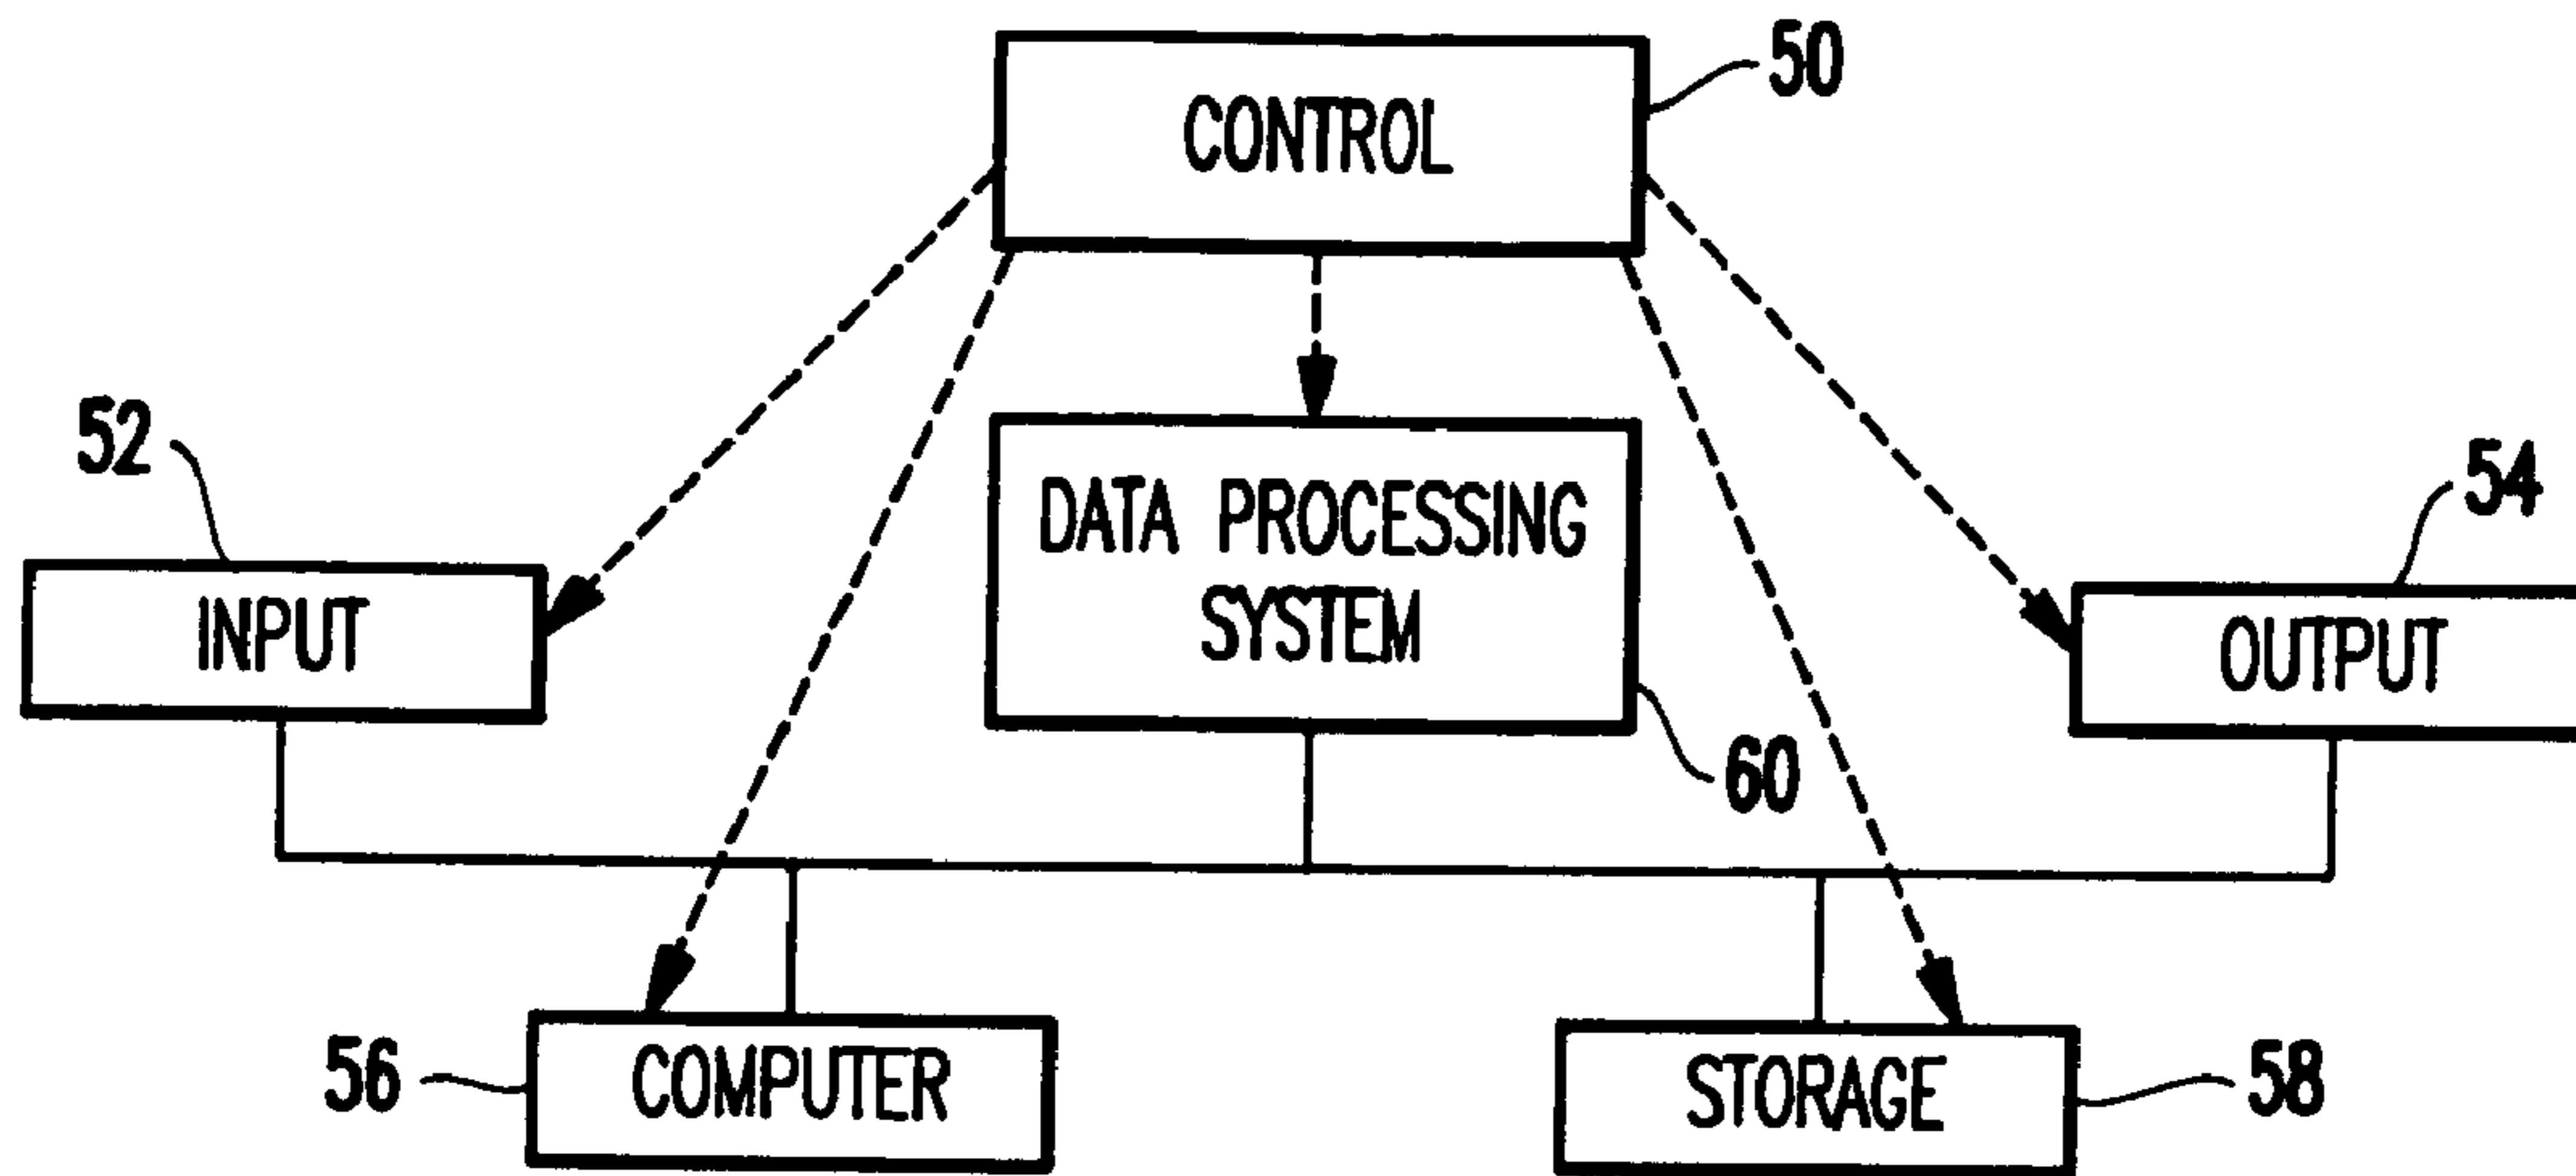 50
CONTROL
52
54
DATA PROCESSING
SYSTEM
INPUT
OUTPUT
60
56
COMPUTER
STORAGE
58